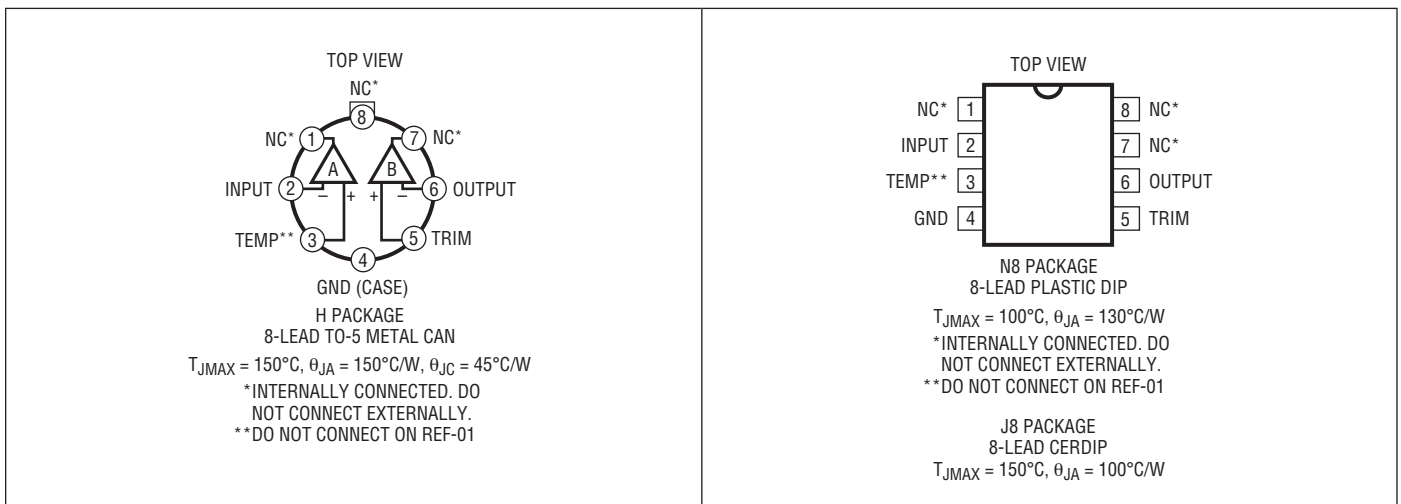 TOP VIEW
NC*
8
NC* 1 7 NC*
A B
INPUT 2 – + + – 6 OUTPUT
TEMP** 3 5 TRIM
4
GND (CASE)
H PACKAGE
8-LEAD TO-5 METAL CAN
TJMAX = 150°C, θJA = 150°C/W, θJC = 45°C/W
*INTERNALLY CONNECTED. DO
NOT CONNECT EXTERNALLY.
**DO NOT CONNECT ON REF-01
TOP VIEW
NC* 1 8 NC*
INPUT 2 7 NC*
TEMP** 3 6 OUTPUT
GND 4 5 TRIM
N8 PACKAGE
8-LEAD PLASTIC DIP
TJMAX = 100°C, θJA = 130°C/W
*INTERNALLY CONNECTED. DO
NOT CONNECT EXTERNALLY.
**DO NOT CONNECT ON REF-01
J8 PACKAGE
8-LEAD CERDIP
TJMAX = 150°C, θJA = 100°C/W